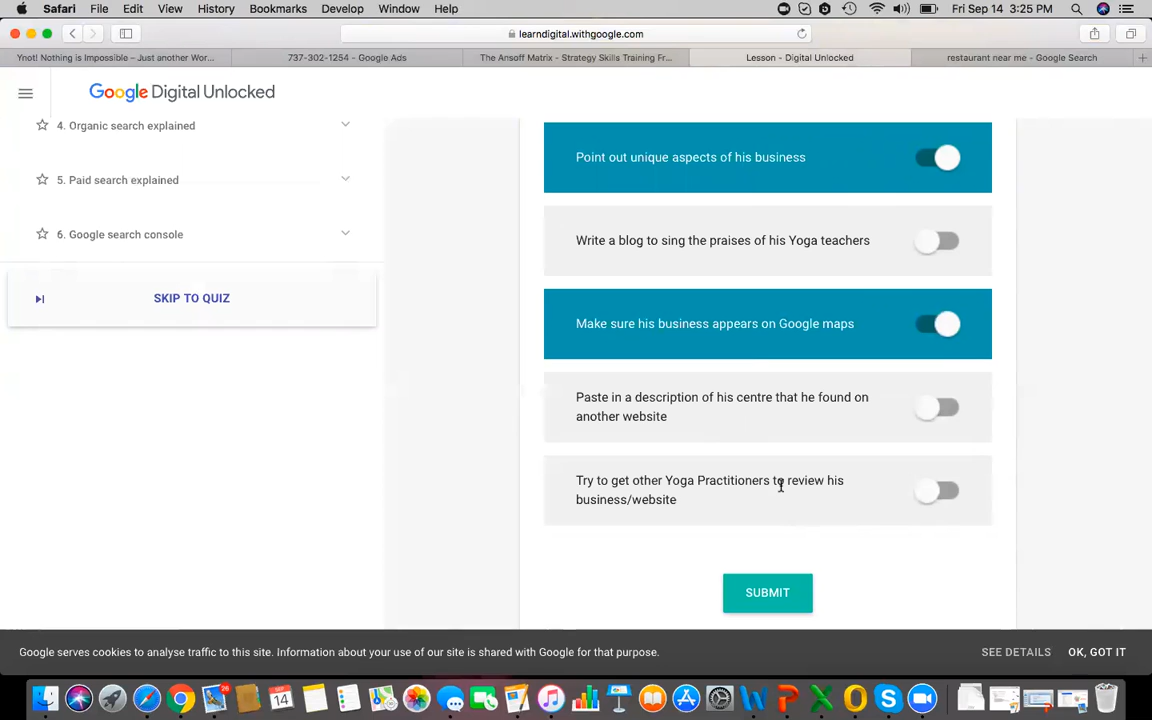 Safari File Edit View History Bookmarks Develop Window Help Fri Sep 14 3:25 PM
learndigital.withgoogle.com
Ynot! Nothing is Impossible – Just another Wor... 737-302-1254 - Google Ads The Ansoff Matrix - Strategy Skills Training Fr... Lesson - Digital Unlocked restaurant near me - Google Search
Google Digital Unlocked
4. Organic search explained
5. Paid search explained
6. Google search console
SKIP TO QUIZ
Point out unique aspects of his business
Write a blog to sing the praises of his Yoga teachers
Make sure his business appears on Google maps
Paste in a description of his centre that he found on
another website
Try to get other Yoga Practitioners to review his
business/website
SUBMIT
Google serves cookies to analyse traffic to this site. Information about your use of our site is shared with Google for that purpose. SEE DETAILS OK, GOT IT